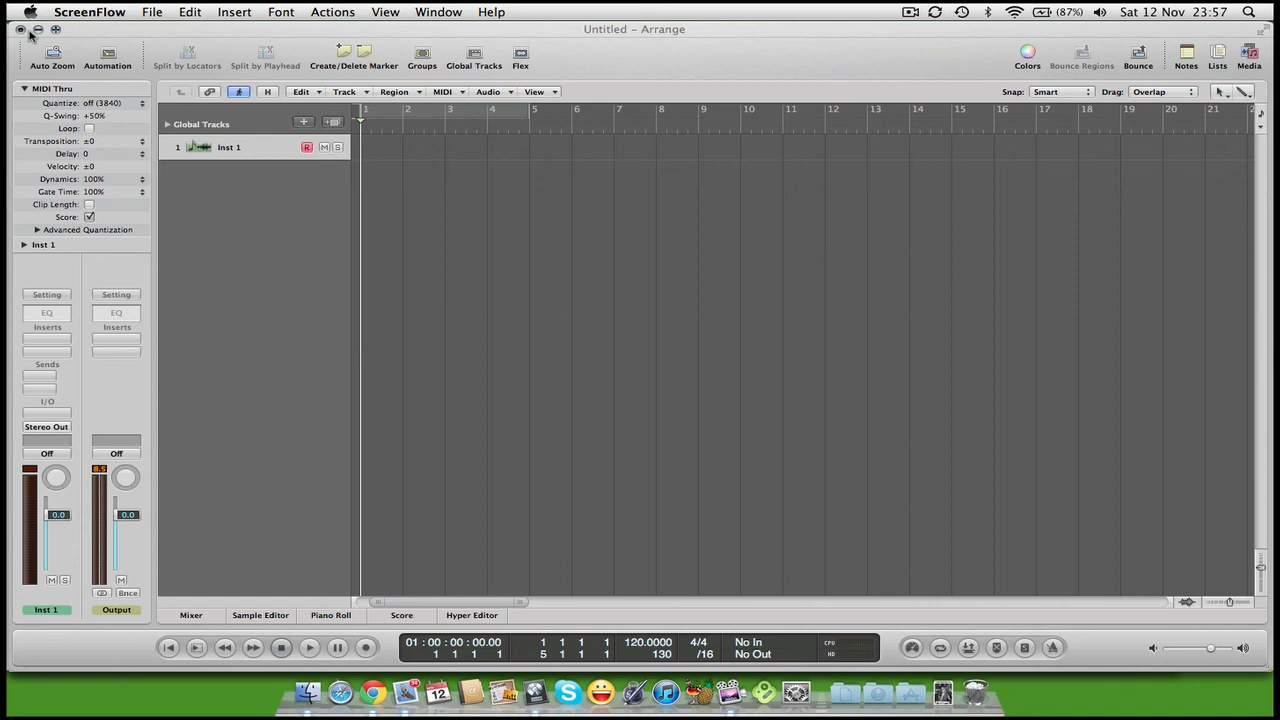 ScreenFlow File Edit Insert Font Actions View Window Help (87%) Sat 12 Nov 23:57
Untitled – Arrange
Auto Zoom Automation Split by Locators Split by Playhead Create/Delete Marker Groups Global Tracks Flex Colors Bounce Regions Bounce Notes Lists Media
MIDI Thru
H Edit Track Region MIDI Audio View Snap: Smart Drag: Overlap
Quantize: off (3840)
Q-Swing: +50%
Loop:
Transposition: ±0
Delay: 0
Velocity: ±0
Dynamics: 100%
Gate Time: 100%
Clip Length:
Score:
Advanced Quantization
Inst 1
1 2 3 4 5 6 7 8 9 10 11 12 13 14 15 16 17 18 19 20 21
Global Tracks
1 Inst 1 R M S
Setting Setting
EQ EQ
Inserts Inserts
Sends
I/O
Stereo Out
Off Off
8.5
0.0 0.0
M S M
Bnce
Inst 1 Output
Mixer Sample Editor Piano Roll Score Hyper Editor
01 : 00 : 00 : 00.00 1 1 1 1 120.0000 4/4 No In CPU
1 1 1 1 5 1 1 1 130 /16 No Out HD
S
12